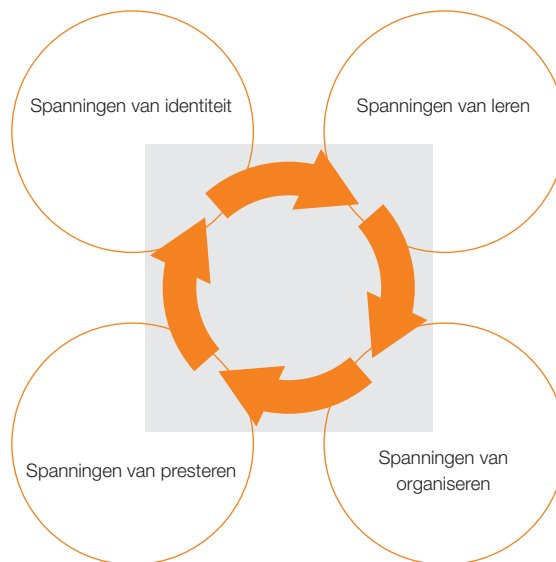 Spanningen van identiteit
Spanningen van leren
Spanningen van presteren
Spanningen van
organiseren